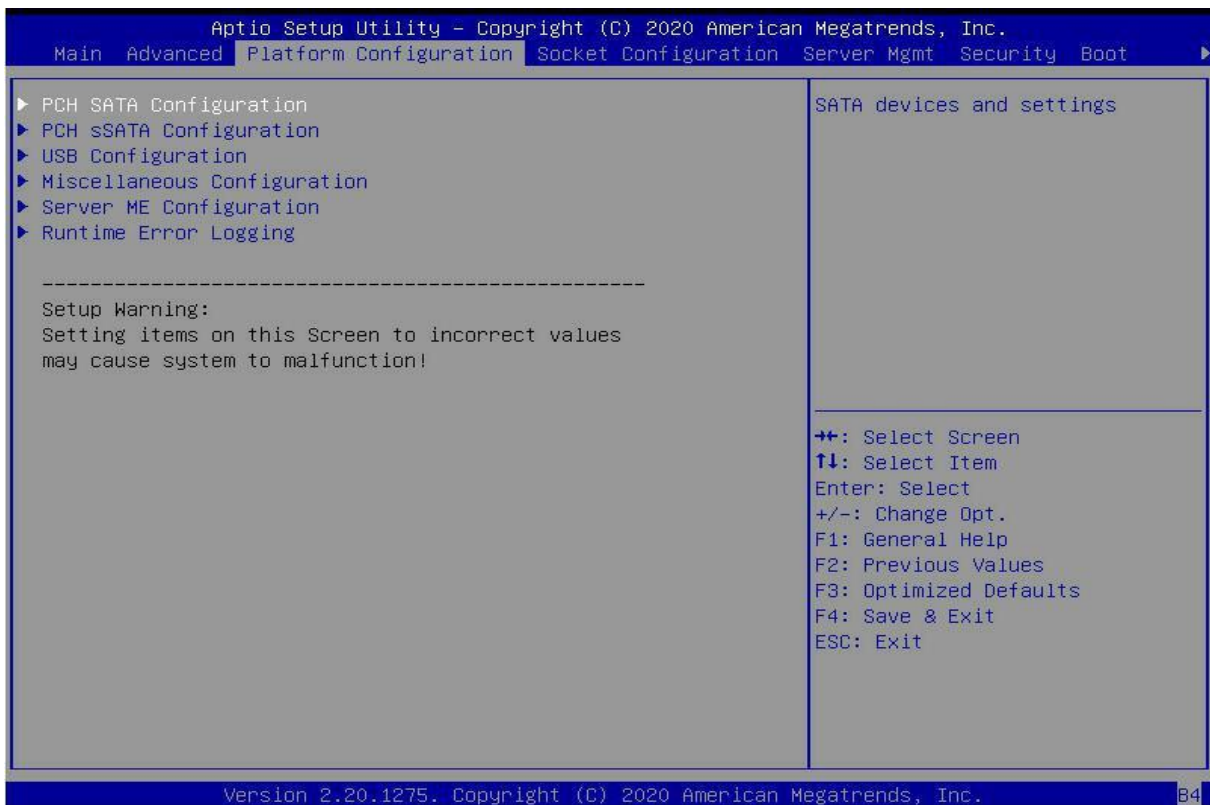 Aptio Setup Utility – Copyright (C) 2020 American Megatrends, Inc.
Main Advanced Platform Configuration Socket Configuration Server Mgmt Security Boot ▶
▶ PCH SATA Configuration
▶ PCH sSATA Configuration
▶ USB Configuration
▶ Miscellaneous Configuration
▶ Server ME Configuration
▶ Runtime Error Logging
--------------------------------------------------
Setup Warning:
Setting items on this Screen to incorrect values
may cause system to malfunction!
SATA devices and settings
→←: Select Screen
↑↓: Select Item
Enter: Select
+/-: Change Opt.
F1: General Help
F2: Previous Values
F3: Optimized Defaults
F4: Save & Exit
ESC: Exit
Version 2.20.1275. Copyright (C) 2020 American Megatrends, Inc.
B4